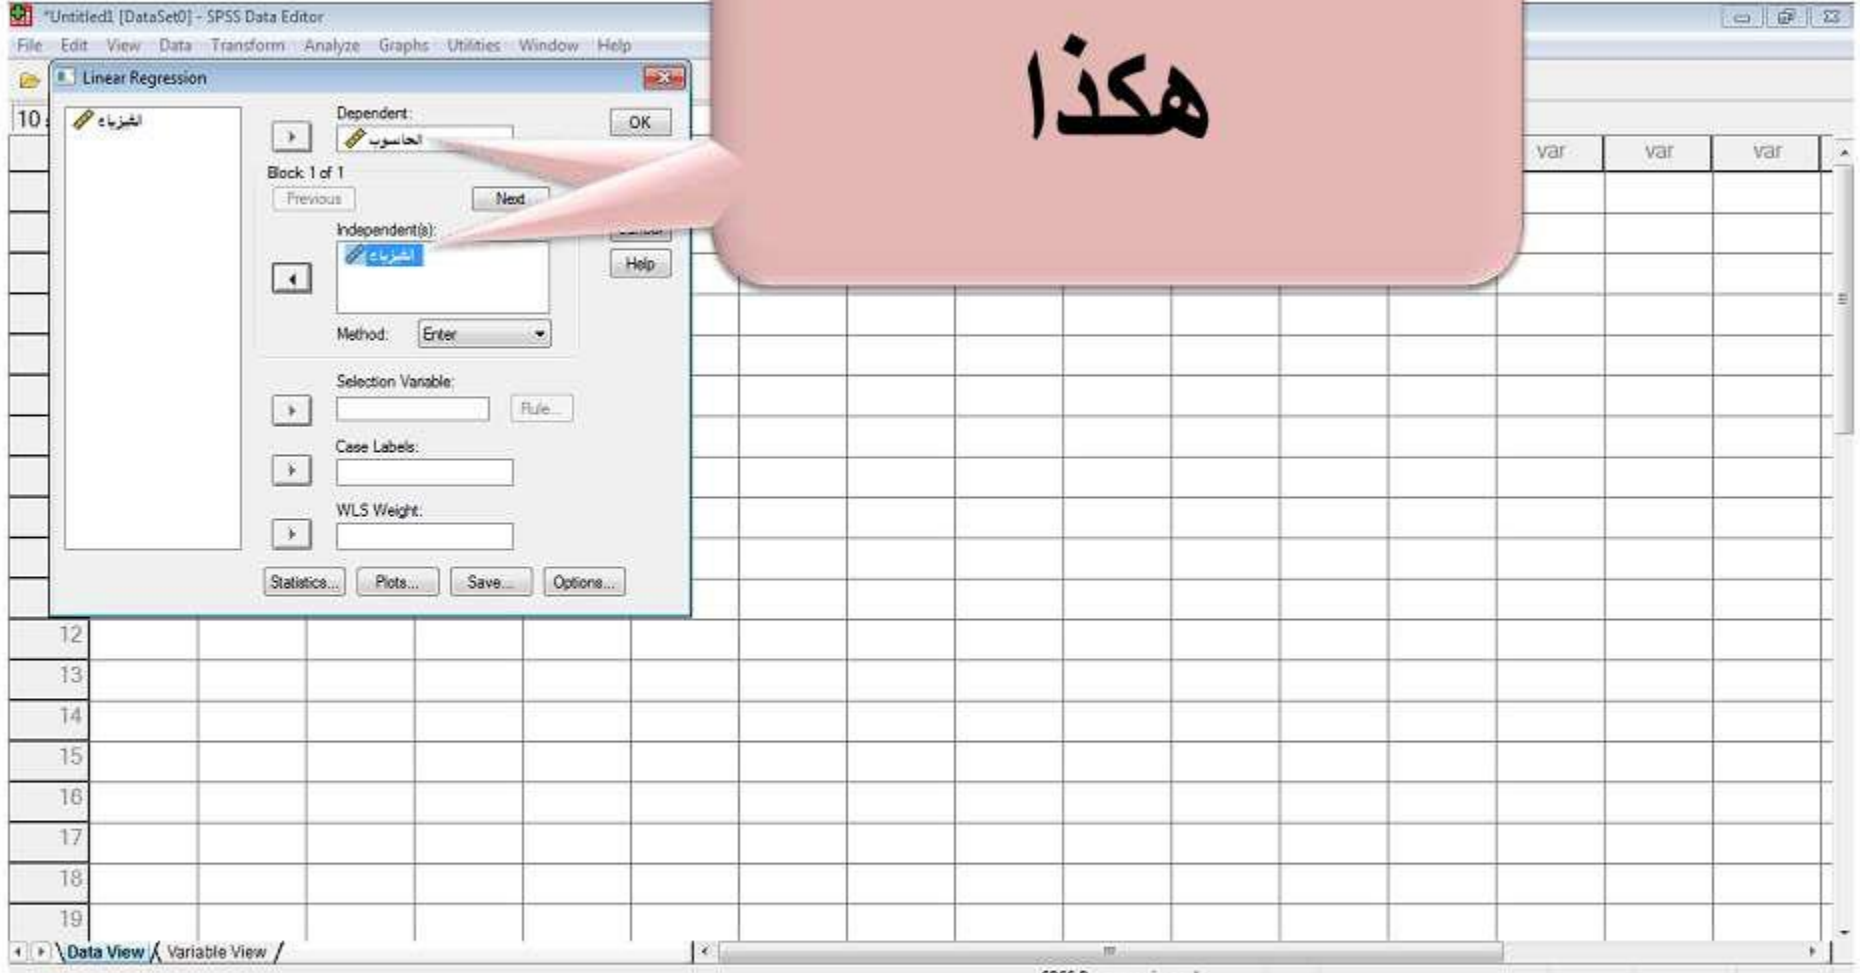 *Untitled1 [DataSet0] - SPSS Data Editor
File Edit View Data Transform Analyze Graphs Utilities Window Help
هكذا
Linear Regression
10
الفيزياء
Dependent:
الحاسوب
OK
Block 1 of 1
Previous
Next
Independent(s):
الفيزياء
Help
Method:
Enter
Selection Variable:
Rule...
Case Labels:
WLS Weight:
Statistics...
Plots...
Save...
Options...
var var var
12
13
14
15
16
17
18
19
Data View
Variable View